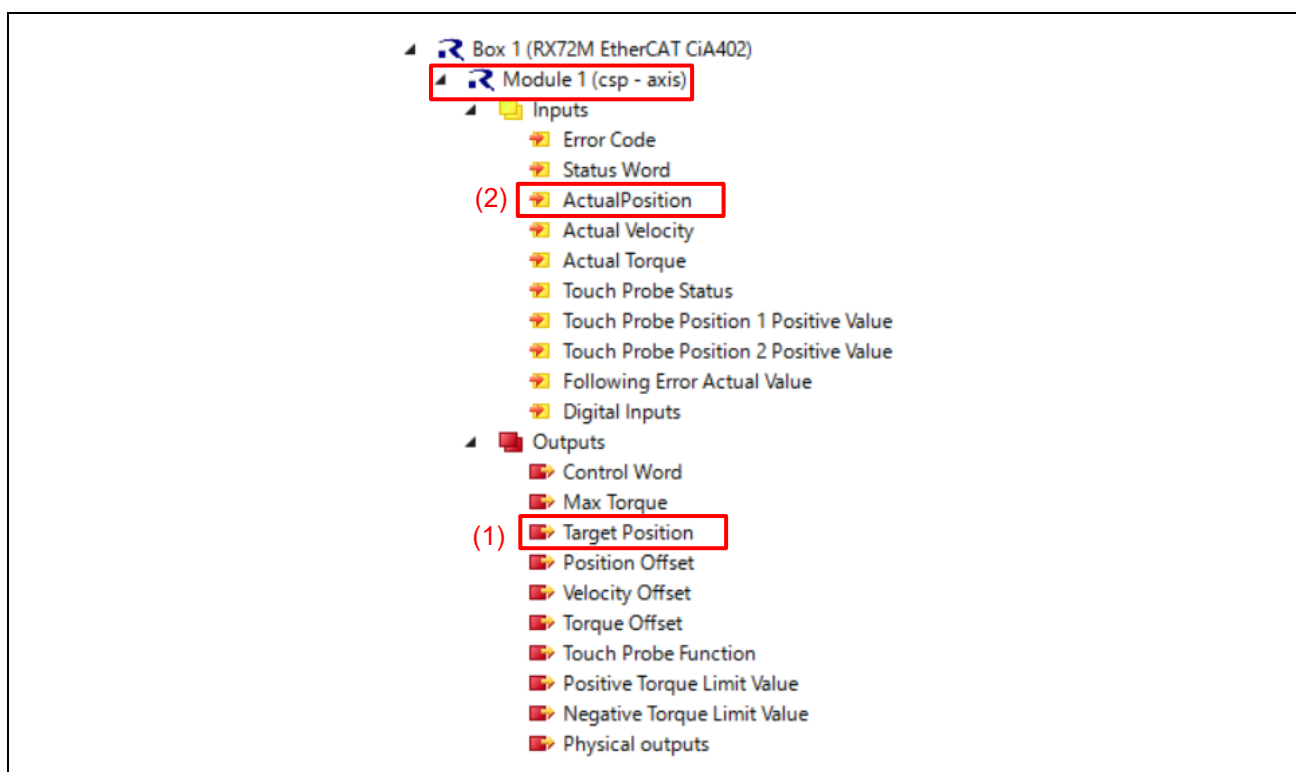 Box 1 (RX72M EtherCAT CiA402)
Module 1 (csp - axis)
Inputs
Error Code
Status Word
(2) ActualPosition
Actual Velocity
Actual Torque
Touch Probe Status
Touch Probe Position 1 Positive Value
Touch Probe Position 2 Positive Value
Following Error Actual Value
Digital Inputs
Outputs
Control Word
Max Torque
(1) Target Position
Position Offset
Velocity Offset
Torque Offset
Touch Probe Function
Positive Torque Limit Value
Negative Torque Limit Value
Physical outputs